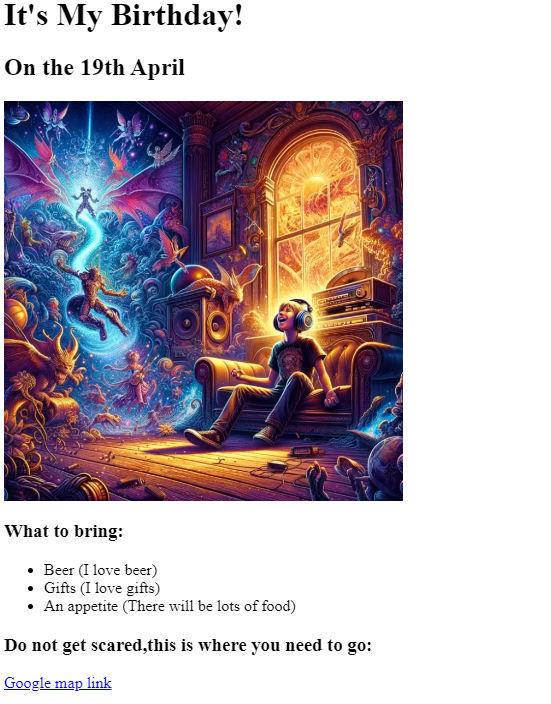 It's My Birthday!
On the 19th April
What to bring:
Beer (I love beer)
Gifts (I love gifts)
An appetite (There will be lots of food)
Do not get scared,this is where you need to go:
Google map link